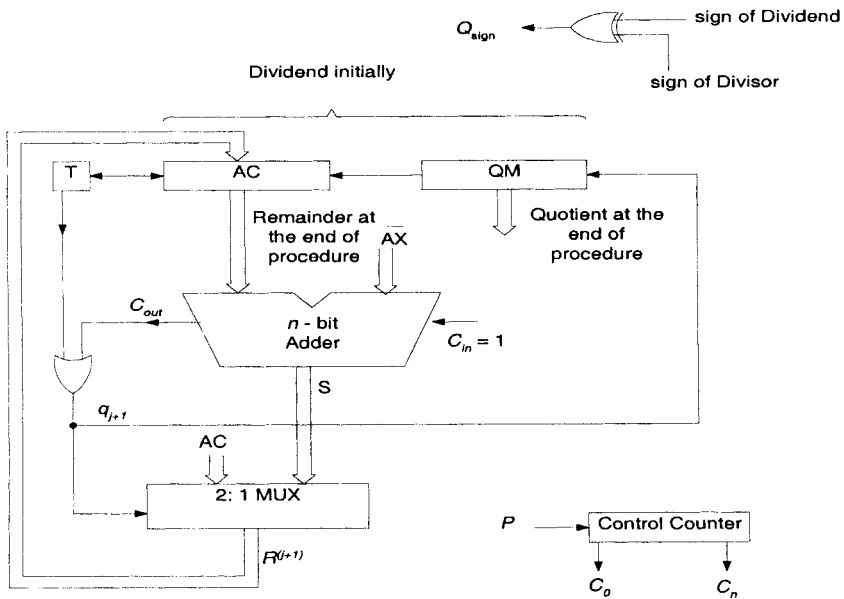 Q_sign
sign of Dividend
sign of Divisor
Dividend initially
T
AC
QM
Remainder at
the end of
procedure
A̅X̅
Quotient at the
end of
procedure
C_out
n - bit
Adder
C_in = 1
S
q_j+1
AC
2: 1 MUX
R^(j+1)
P
Control Counter
C_o
C_n